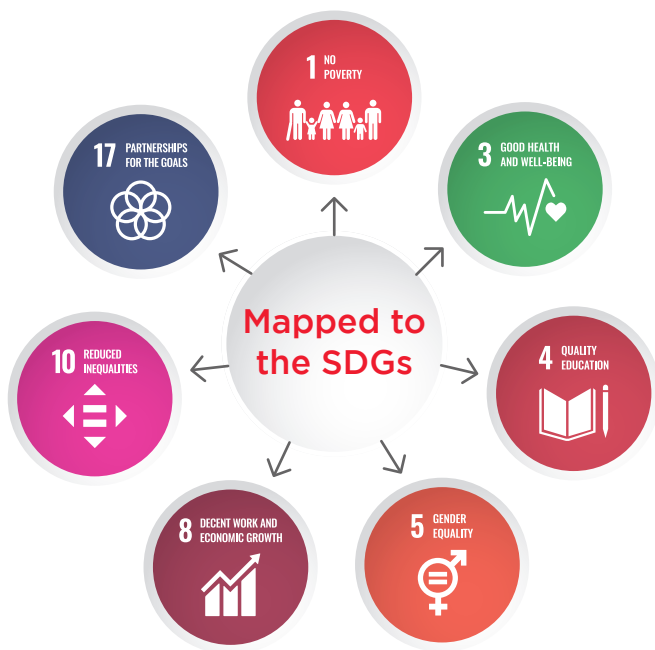 1 NO
POVERTY
3 GOOD HEALTH
AND WELL-BEING
4 QUALITY
EDUCATION
5 GENDER
EQUALITY
8 DECENT WORK AND
ECONOMIC GROWTH
10 REDUCED
INEQUALITIES
17 PARTNERSHIPS
FOR THE GOALS
Mapped to
the SDGs